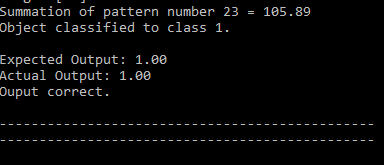 Summation of pattern number 23 = 105.89
Object classified to class 1.
Expected Output: 1.00
Actual Output: 1.00
Ouput correct.
-----------------------------------------------
-----------------------------------------------